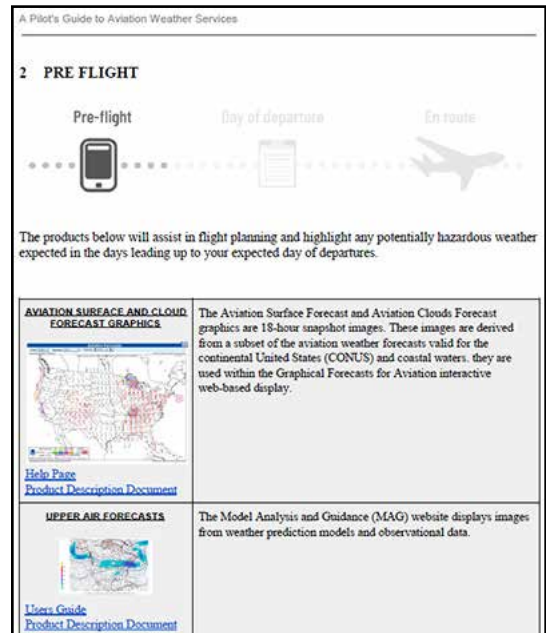 A Pilot's Guide to Aviation Weather Services
2 PRE FLIGHT
Pre-flight
Day of departure
En route
The products below will assist in flight planning and highlight any potentially hazardous weather
expected in the days leading up to your expected day of departures.
AVIATION SURFACE AND CLOUD
FORECAST GRAPHICS
Help Page
Product Description Document
The Aviation Surface Forecast and Aviation Clouds Forecast
graphics are 18-hour snapshot images. These images are derived
from a subset of the aviation weather forecasts valid for the
continental United States (CONUS) and coastal waters. they are
used within the Graphical Forecasts for Aviation interactive
web-based display.
UPPER AIR FORECASTS
Users Guide
Product Description Document
The Model Analysis and Guidance (MAG) website displays images
from weather prediction models and observational data.